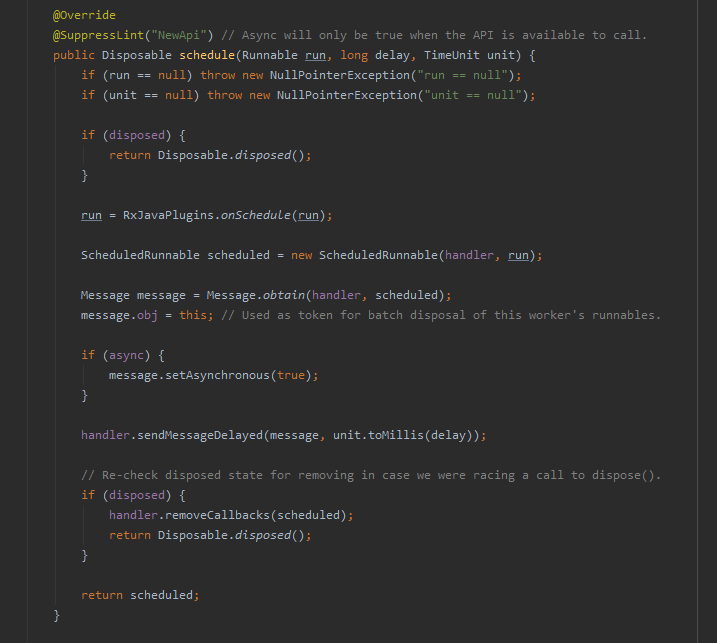 @Override
@SuppressLint("NewApi") // Async will only be true when the API is available to call.
public Disposable schedule(Runnable run, long delay, TimeUnit unit) {
    if (run == null) throw new NullPointerException("run == null");
    if (unit == null) throw new NullPointerException("unit == null");

    if (disposed) {
        return Disposable.disposed();
    }

    run = RxJavaPlugins.onSchedule(run);

    ScheduledRunnable scheduled = new ScheduledRunnable(handler, run);

    Message message = Message.obtain(handler, scheduled);
    message.obj = this; // Used as token for batch disposal of this worker's runnables.

    if (async) {
        message.setAsynchronous(true);
    }

    handler.sendMessageDelayed(message, unit.toMillis(delay));

    // Re-check disposed state for removing in case we were racing a call to dispose().
    if (disposed) {
        handler.removeCallbacks(scheduled);
        return Disposable.disposed();
    }

    return scheduled;
}